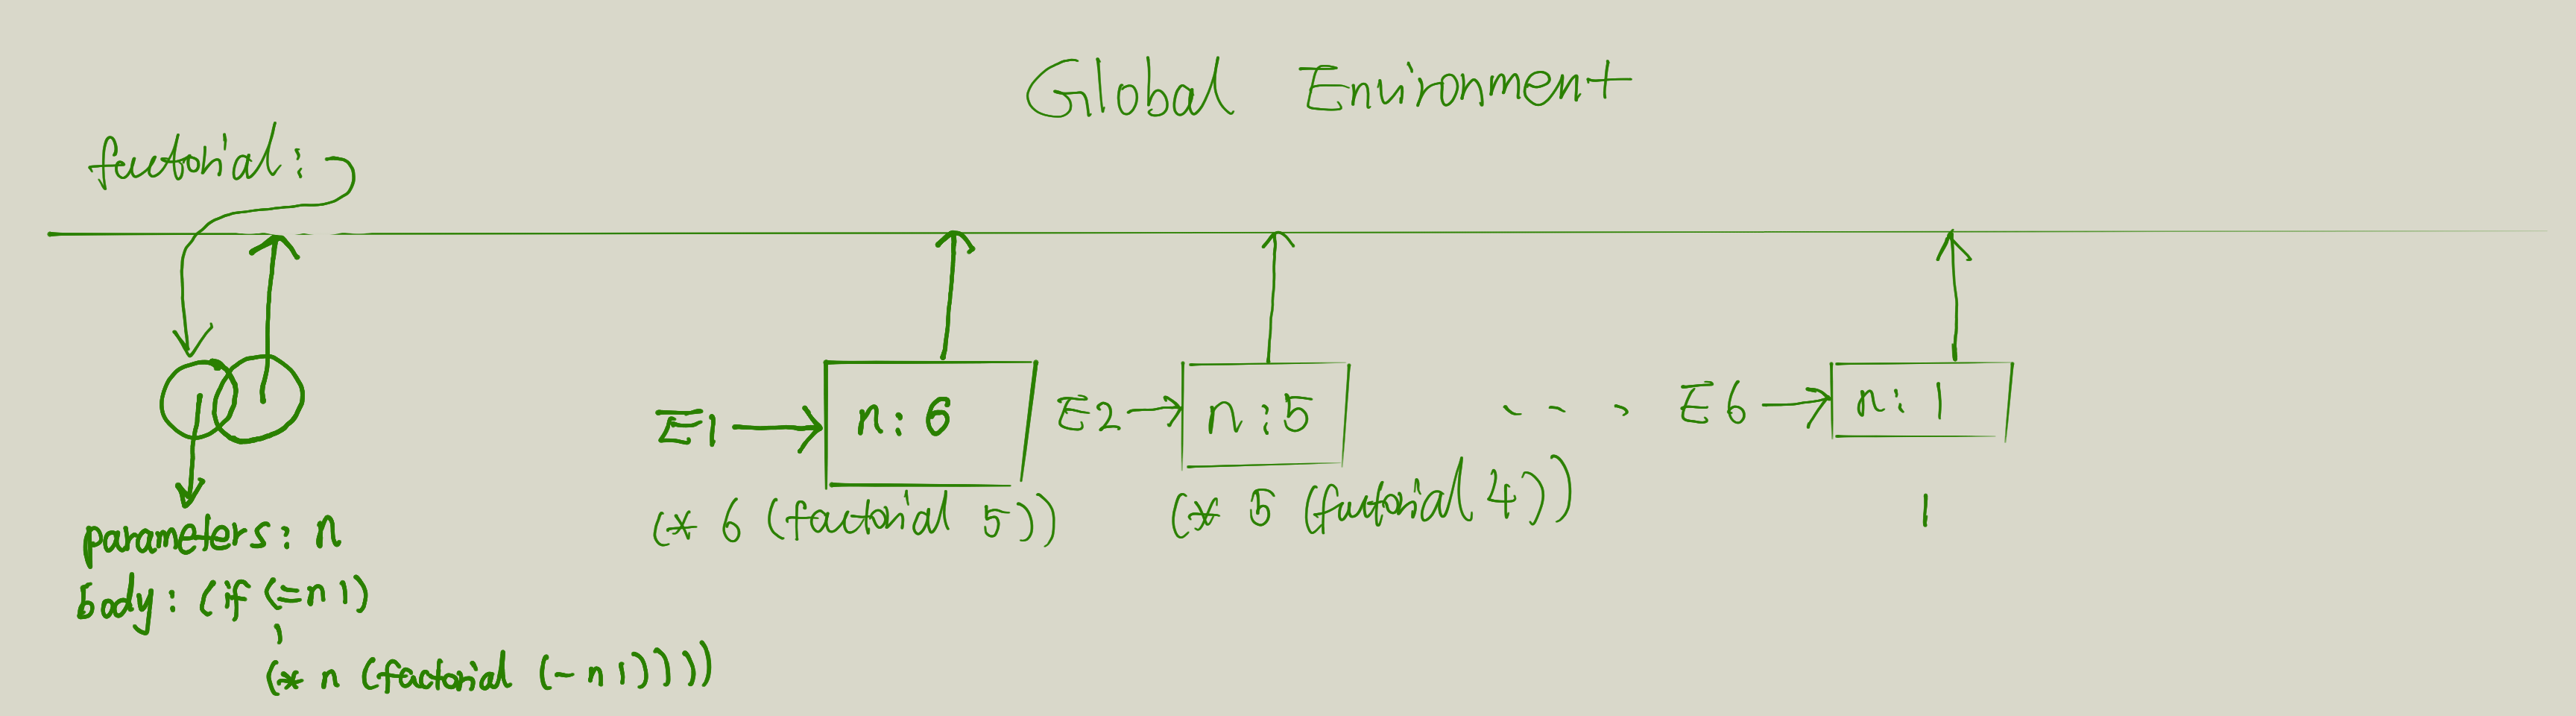 Global Environment
factorial:
E1
n: 6
E2
n: 5
E6
n: 1
(* 6 (factorial 5))
(* 5 (factorial 4))
1
parameters: n
body: (if (= n 1)
1
(* n (factorial (- n 1))))